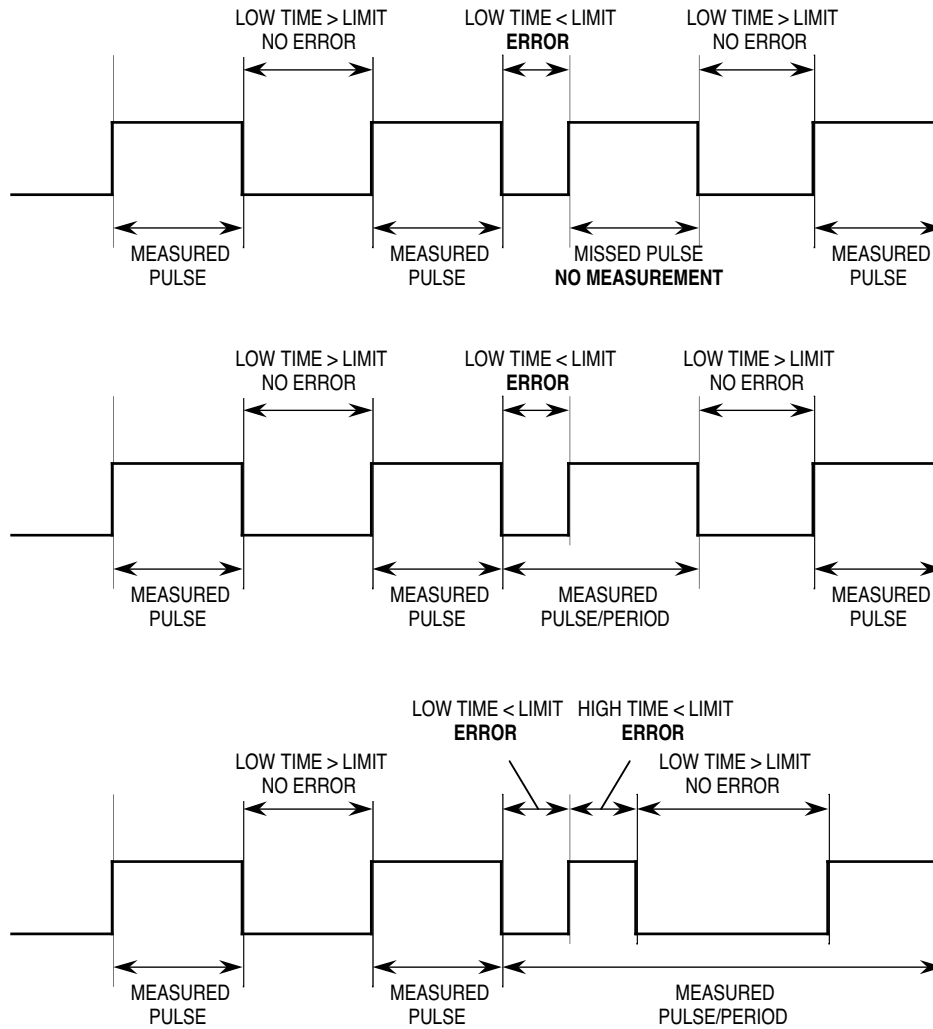 LOW TIME > LIMIT
NO ERROR
LOW TIME < LIMIT
ERROR
LOW TIME > LIMIT
NO ERROR
MEASURED
PULSE
MEASURED
PULSE
MISSED PULSE
NO MEASUREMENT
MEASURED
PULSE
LOW TIME > LIMIT
NO ERROR
LOW TIME < LIMIT
ERROR
LOW TIME > LIMIT
NO ERROR
MEASURED
PULSE
MEASURED
PULSE
MEASURED
PULSE/PERIOD
MEASURED
PULSE
LOW TIME < LIMIT
ERROR
HIGH TIME < LIMIT
ERROR
LOW TIME > LIMIT
NO ERROR
LOW TIME > LIMIT
NO ERROR
MEASURED
PULSE
MEASURED
PULSE
MEASURED
PULSE/PERIOD